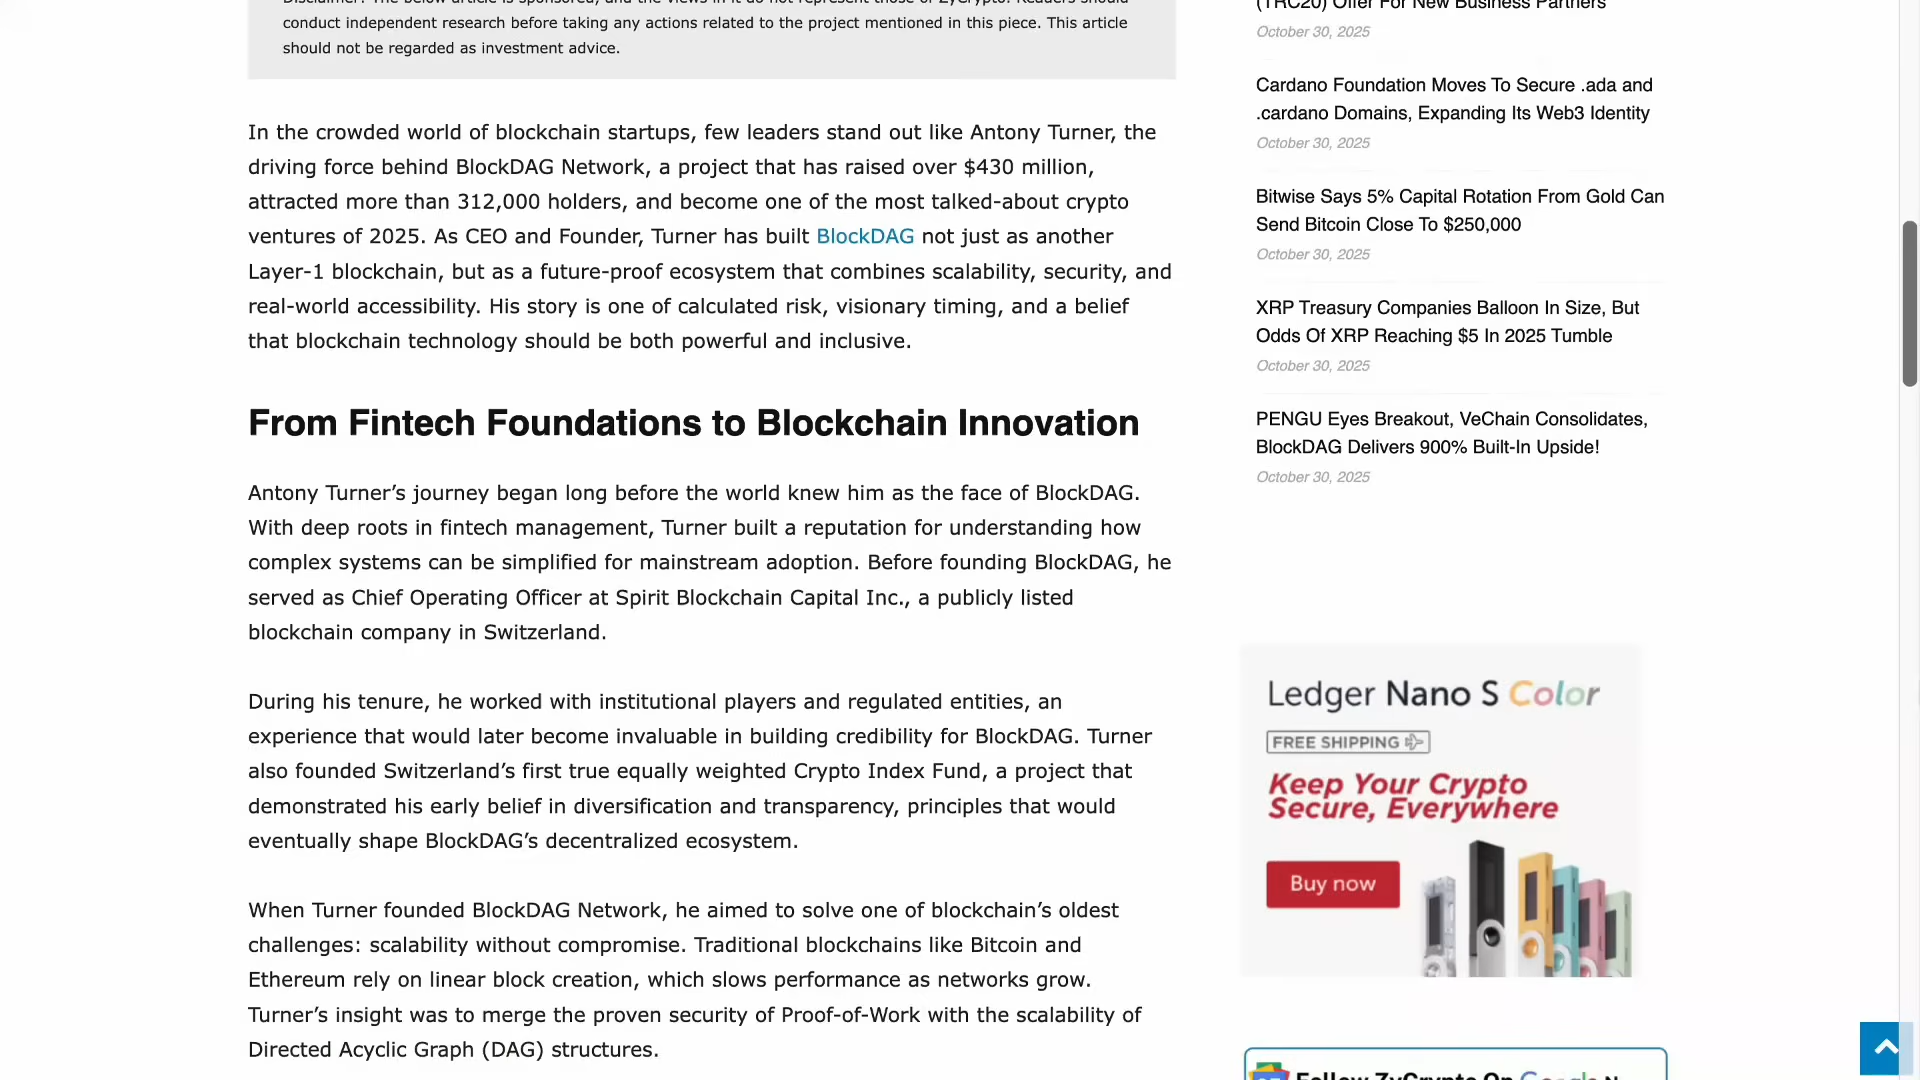 Disclaimer: The below article is sponsored, and the views in it do not represent those of ZyCrypto. Readers should
conduct independent research before taking any actions related to the project mentioned in this piece. This article
should not be regarded as investment advice.
In the crowded world of blockchain startups, few leaders stand out like Antony Turner, the
driving force behind BlockDAG Network, a project that has raised over $430 million,
attracted more than 312,000 holders, and become one of the most talked-about crypto
ventures of 2025. As CEO and Founder, Turner has built BlockDAG not just as another
Layer-1 blockchain, but as a future-proof ecosystem that combines scalability, security, and
real-world accessibility. His story is one of calculated risk, visionary timing, and a belief
that blockchain technology should be both powerful and inclusive.
From Fintech Foundations to Blockchain Innovation
Antony Turner’s journey began long before the world knew him as the face of BlockDAG.
With deep roots in fintech management, Turner built a reputation for understanding how
complex systems can be simplified for mainstream adoption. Before founding BlockDAG, he
served as Chief Operating Officer at Spirit Blockchain Capital Inc., a publicly listed
blockchain company in Switzerland.
During his tenure, he worked with institutional players and regulated entities, an
experience that would later become invaluable in building credibility for BlockDAG. Turner
also founded Switzerland’s first true equally weighted Crypto Index Fund, a project that
demonstrated his early belief in diversification and transparency, principles that would
eventually shape BlockDAG’s decentralized ecosystem.
When Turner founded BlockDAG Network, he aimed to solve one of blockchain’s oldest
challenges: scalability without compromise. Traditional blockchains like Bitcoin and
Ethereum rely on linear block creation, which slows performance as networks grow.
Turner’s insight was to merge the proven security of Proof-of-Work with the scalability of
Directed Acyclic Graph (DAG) structures.
(TRC20) Offer For New Business Partners
October 30, 2025
Cardano Foundation Moves To Secure .ada and
.cardano Domains, Expanding Its Web3 Identity
October 30, 2025
Bitwise Says 5% Capital Rotation From Gold Can
Send Bitcoin Close To $250,000
October 30, 2025
XRP Treasury Companies Balloon In Size, But
Odds Of XRP Reaching $5 In 2025 Tumble
October 30, 2025
PENGU Eyes Breakout, VeChain Consolidates,
BlockDAG Delivers 900% Built-In Upside!
October 30, 2025
Ledger Nano S Color
FREE SHIPPING
Keep Your Crypto
Secure, Everywhere
Buy now
Follow ZyCrypto On Google N